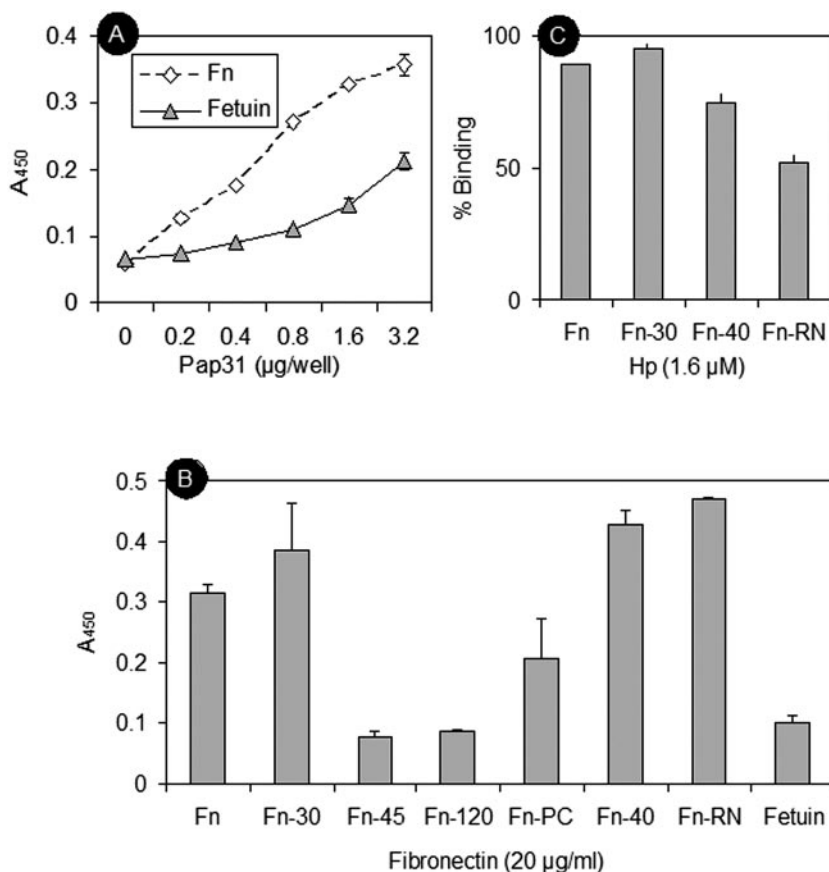 A
0.4
0.3
0.2
0.1
0
A450
Fn
Fetuin
0 0.2 0.4 0.8 1.6 3.2
Pap31 (µg/well)
C
100
50
0
% Binding
Fn Fn-30 Fn-40 Fn-RN
Hp (1.6 µM)
B
0.5
0.4
0.3
0.2
0.1
0
A450
Fn Fn-30 Fn-45 Fn-120 Fn-PC Fn-40 Fn-RN Fetuin
Fibronectin (20 µg/ml)